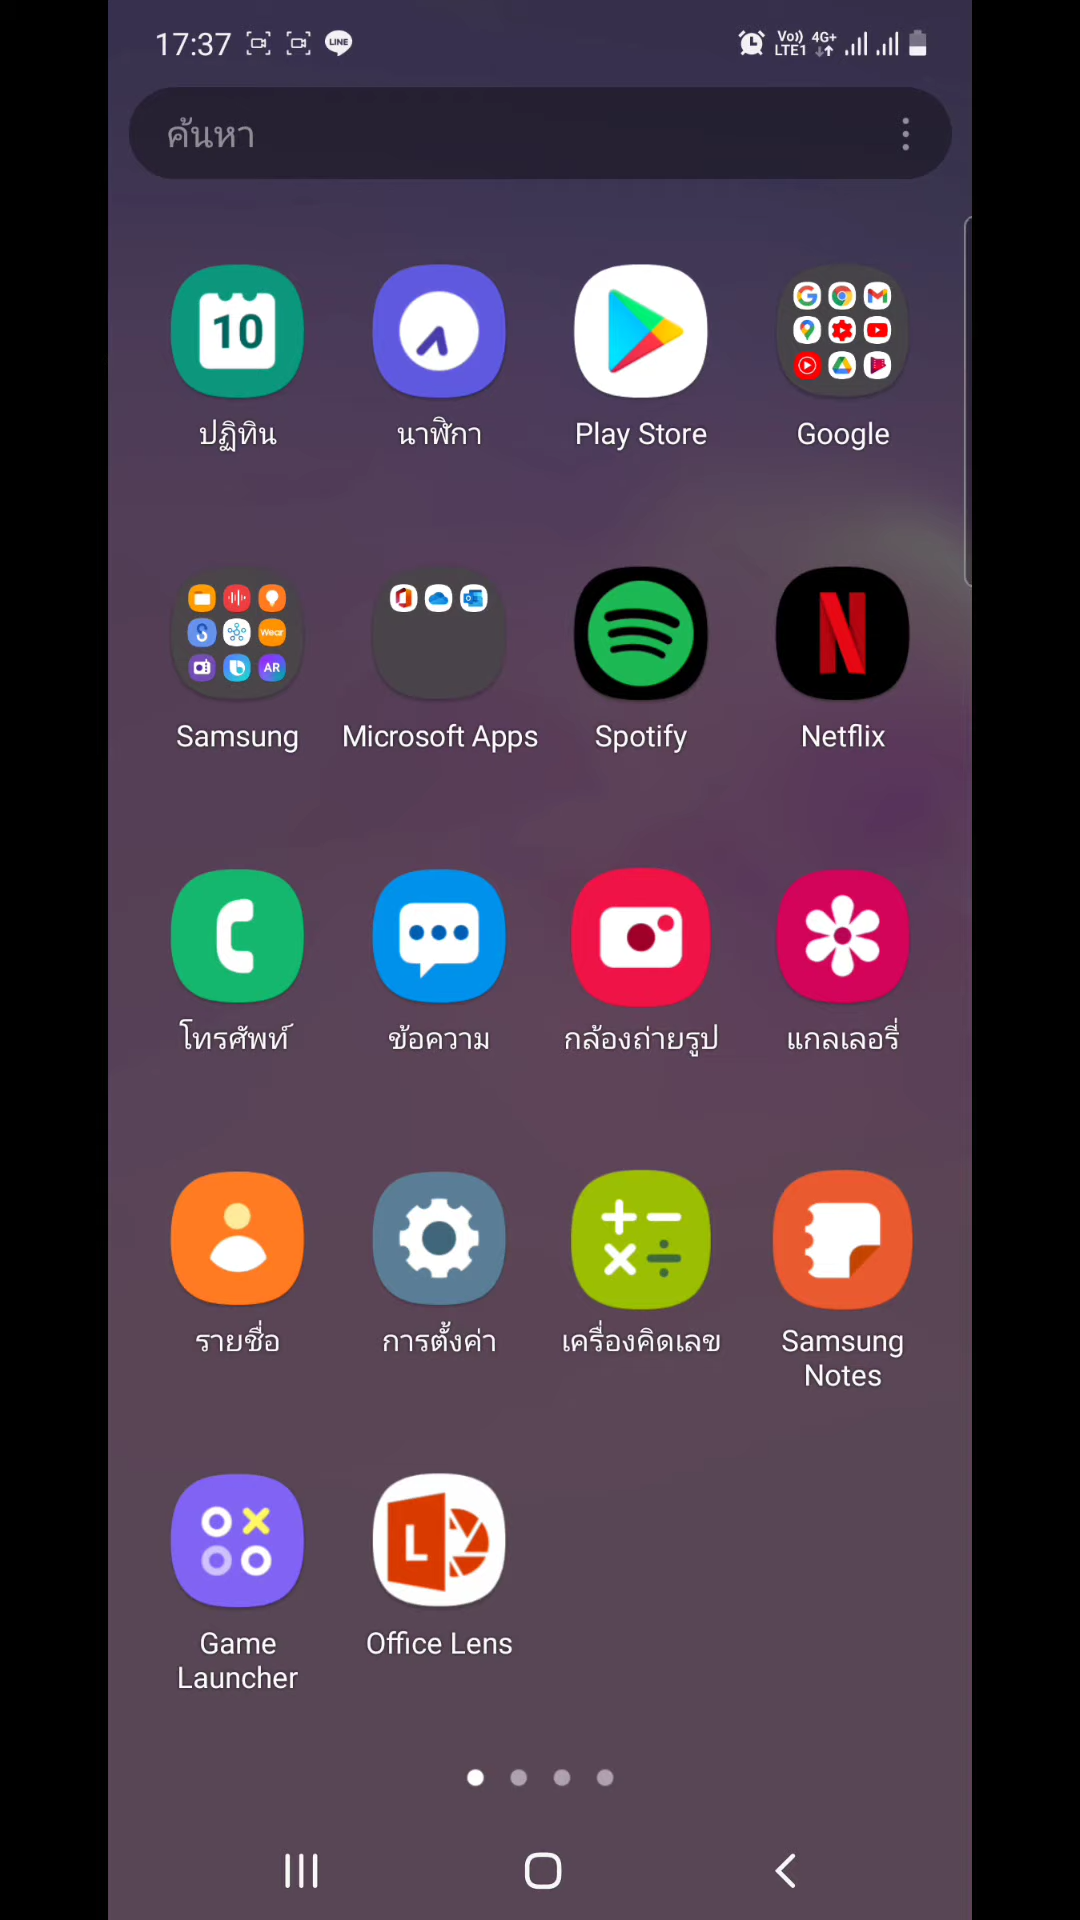 17:37 LINE Vo)) LTE1 4G+
ค้นหา
10
ปฏิทิน
นาฬิกา
Play Store
Google
Wear
AR
Samsung
Microsoft Apps
Spotify
Netflix
โทรศัพท์
ข้อความ
กล้องถ่ายรูป
แกลเลอรี่
รายชื่อ
การตั้งค่า
เครื่องคิดเลข
Samsung
Notes
Game
Launcher
L
Office Lens